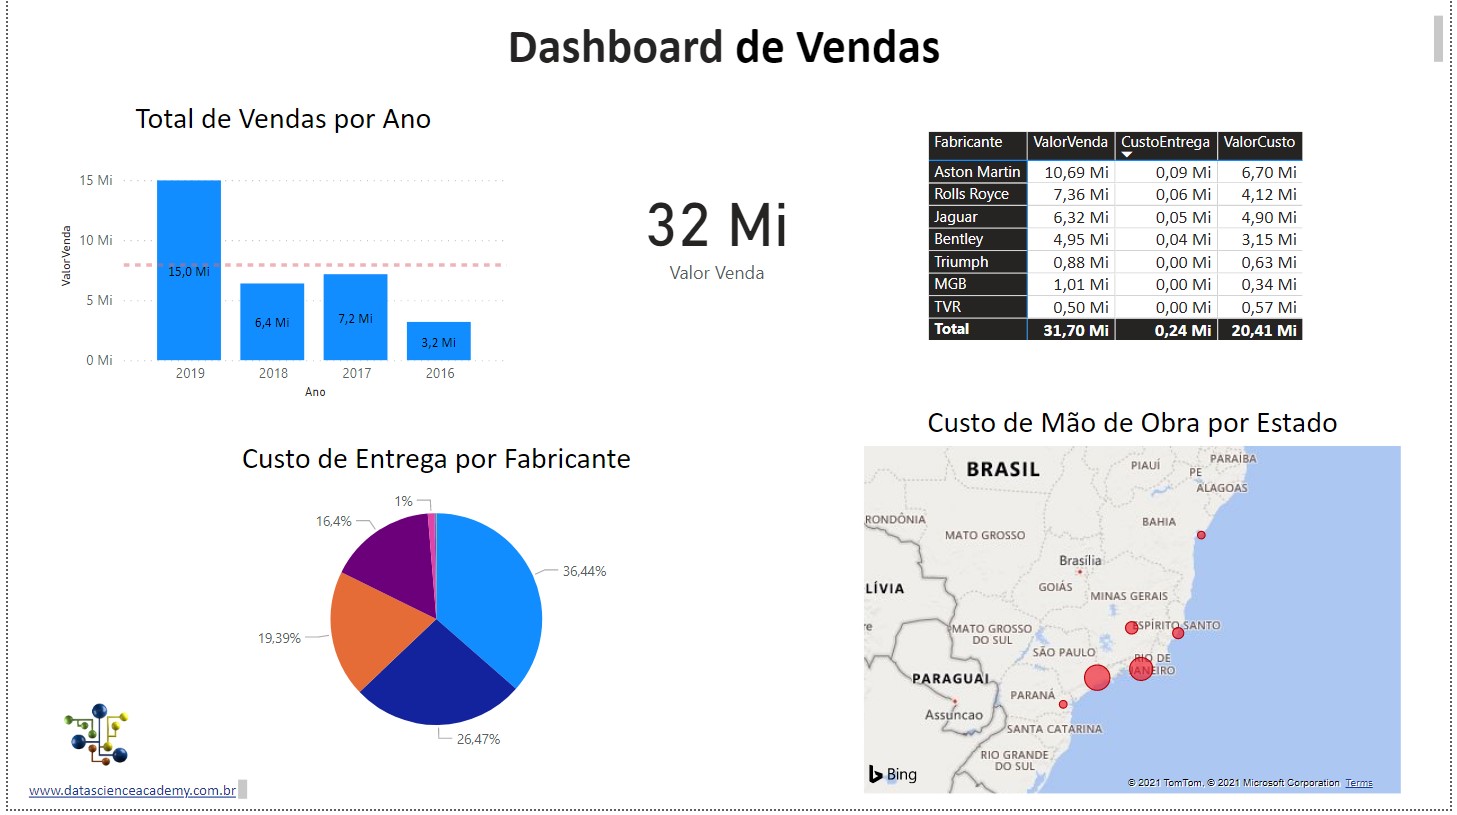 Dashboard de Vendas
Total de Vendas por Ano
ValorVenda
15 Mi
10 Mi
5 Mi
0 Mi
15,0 Mi
6,4 Mi
7,2 Mi
3,2 Mi
2019 2018 2017 2016
Ano
32 Mi
Valor Venda
Fabricante ValorVenda CustoEntrega ValorCusto
Aston Martin 10,69 Mi 0,09 Mi 6,70 Mi
Rolls Royce 7,36 Mi 0,06 Mi 4,12 Mi
Jaguar 6,32 Mi 0,05 Mi 4,90 Mi
Bentley 4,95 Mi 0,04 Mi 3,15 Mi
Triumph 0,88 Mi 0,00 Mi 0,63 Mi
MGB 1,01 Mi 0,00 Mi 0,34 Mi
TVR 0,50 Mi 0,00 Mi 0,57 Mi
Total 31,70 Mi 0,24 Mi 20,41 Mi
Custo de Entrega por Fabricante
1%
16,4%
36,44%
19,39%
26,47%
Custo de Mão de Obra por Estado
BRASIL
PIAUÍ
PARAÍBA
PE
ALAGOAS
RONDÔNIA
BAHIA
MATO GROSSO
Brasília
GOIÁS
LÍVIA
MINAS GERAIS
re
MATO GROSSO
DO SUL
ESPÍRITO SANTO
SÃO PAULO
RIO DE
JANEIRO
PARAGUAI
PARANÁ
Assuncao
SANTA CATARINA
RIO GRANDE
DO SUL
Bing
© 2021 TomTom, © 2021 Microsoft Corporation Terms
www.datascienceacademy.com.br